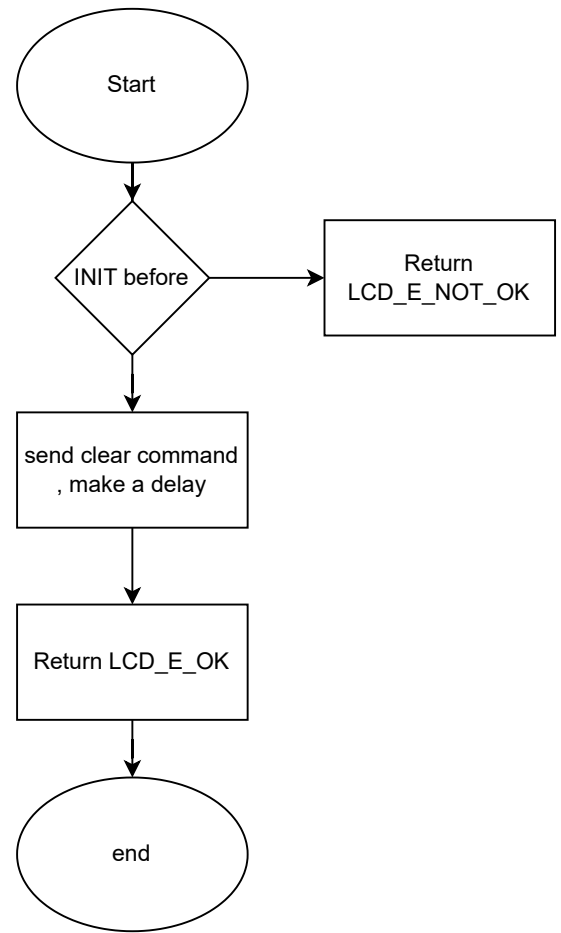 Start
INIT before
Return
LCD_E_NOT_OK
send clear command
, make a delay
Return LCD_E_OK
end